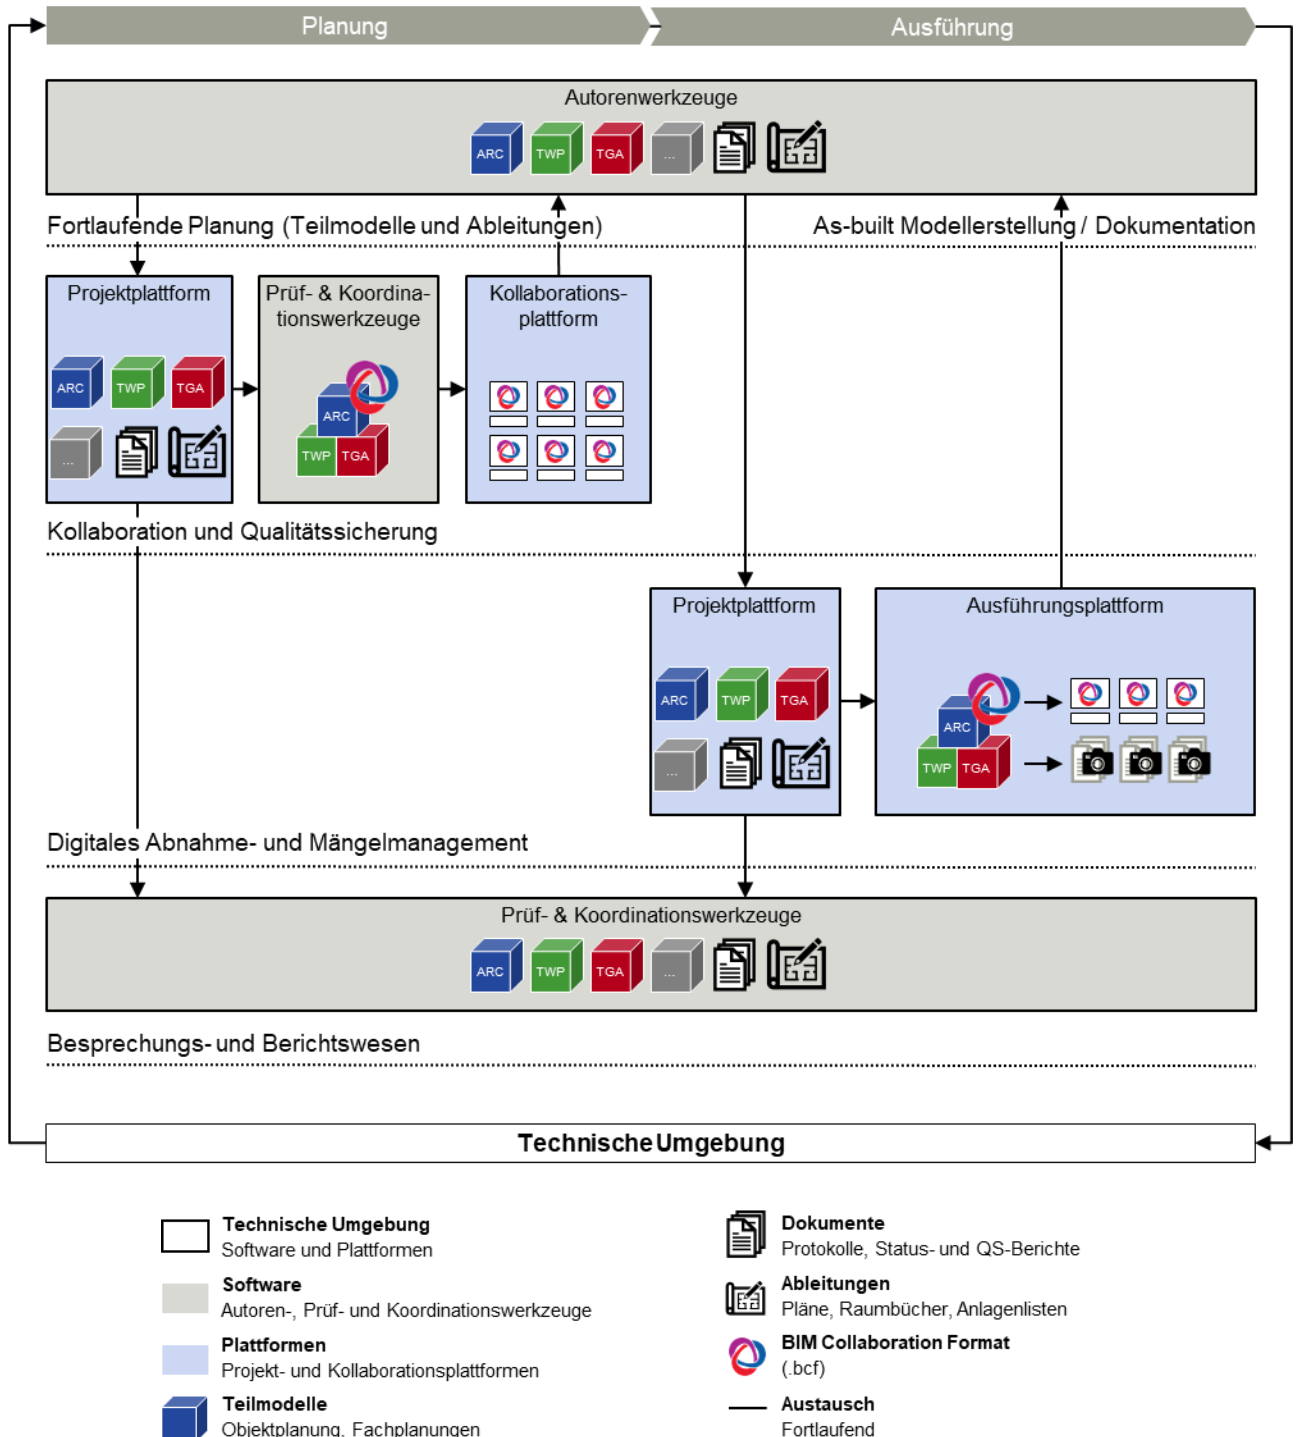 Planung
Ausführung
Autorenwerkzeuge
ARC TWP TGA ...
Fortlaufende Planung (Teilmodelle und Ableitungen)
As-built Modellerstellung / Dokumentation
Projektplattform
ARC TWP TGA
...
Prüf- & Koordina-
tionswerkzeuge
ARC
TWP TGA
Kollaborations-
plattform
Kollaboration und Qualitätssicherung
Projektplattform
ARC TWP TGA
...
Ausführungsplattform
ARC
TWP TGA
Digitales Abnahme- und Mängelmanagement
Prüf- & Koordinationswerkzeuge
ARC TWP TGA ...
Besprechungs- und Berichtswesen
Technische Umgebung
Technische Umgebung
Software und Plattformen
Software
Autoren-, Prüf- und Koordinationswerkzeuge
Plattformen
Projekt- und Kollaborationsplattformen
Teilmodelle
Objektplanung, Fachplanungen
Dokumente
Protokolle, Status- und QS-Berichte
Ableitungen
Pläne, Raumbücher, Anlagenlisten
BIM Collaboration Format
(.bcf)
Austausch
Fortlaufend